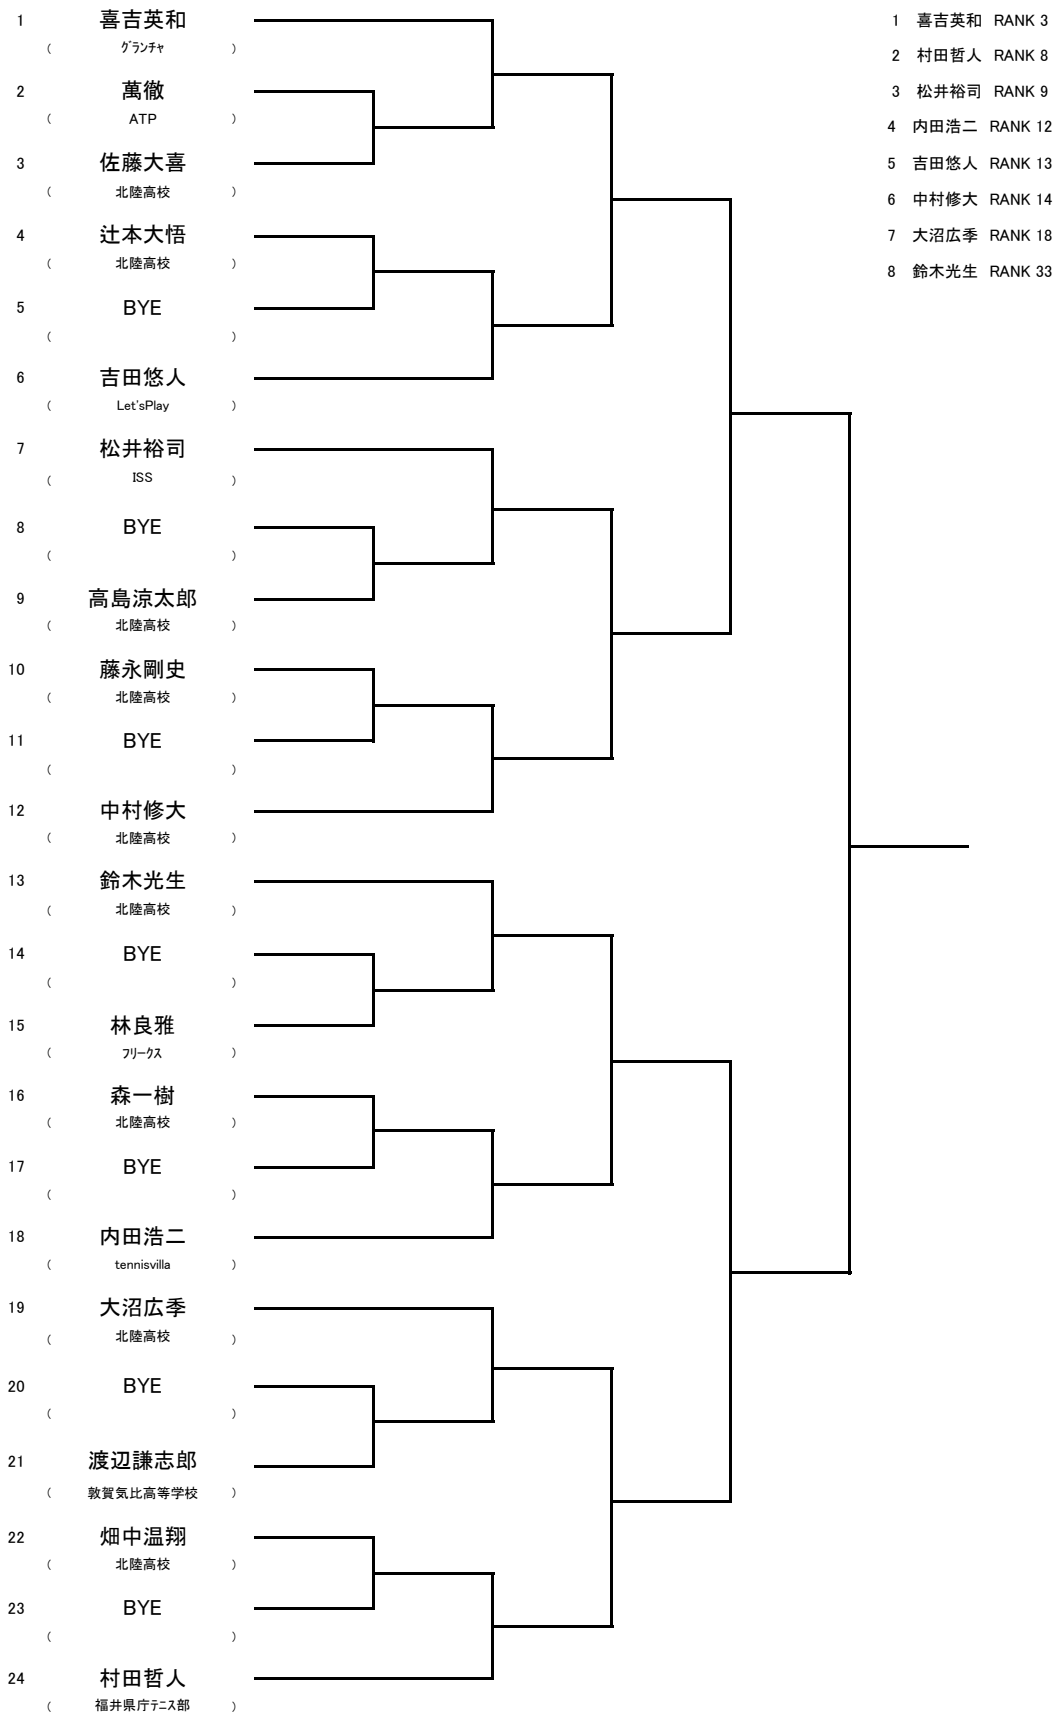 1 喜吉英和
( グランチャ )
2 萬徹
( ATP )
3 佐藤大喜
( 北陸高校 )
4 辻本大悟
( 北陸高校 )
5 BYE
( )
6 吉田悠人
( Let'sPlay )
7 松井裕司
( ISS )
8 BYE
( )
9 高島涼太郎
( 北陸高校 )
10 藤永剛史
( 北陸高校 )
11 BYE
( )
12 中村修大
( 北陸高校 )
13 鈴木光生
( 北陸高校 )
14 BYE
( )
15 林良雅
( フリークス )
16 森一樹
( 北陸高校 )
17 BYE
( )
18 内田浩二
( tennisvilla )
19 大沼広季
( 北陸高校 )
20 BYE
( )
21 渡辺謙志郎
( 敦賀気比高等学校 )
22 畑中温翔
( 北陸高校 )
23 BYE
( )
24 村田哲人
( 福井県庁テニス部 )
1 喜吉英和 RANK 3
2 村田哲人 RANK 8
3 松井裕司 RANK 9
4 内田浩二 RANK 12
5 吉田悠人 RANK 13
6 中村修大 RANK 14
7 大沼広季 RANK 18
8 鈴木光生 RANK 33